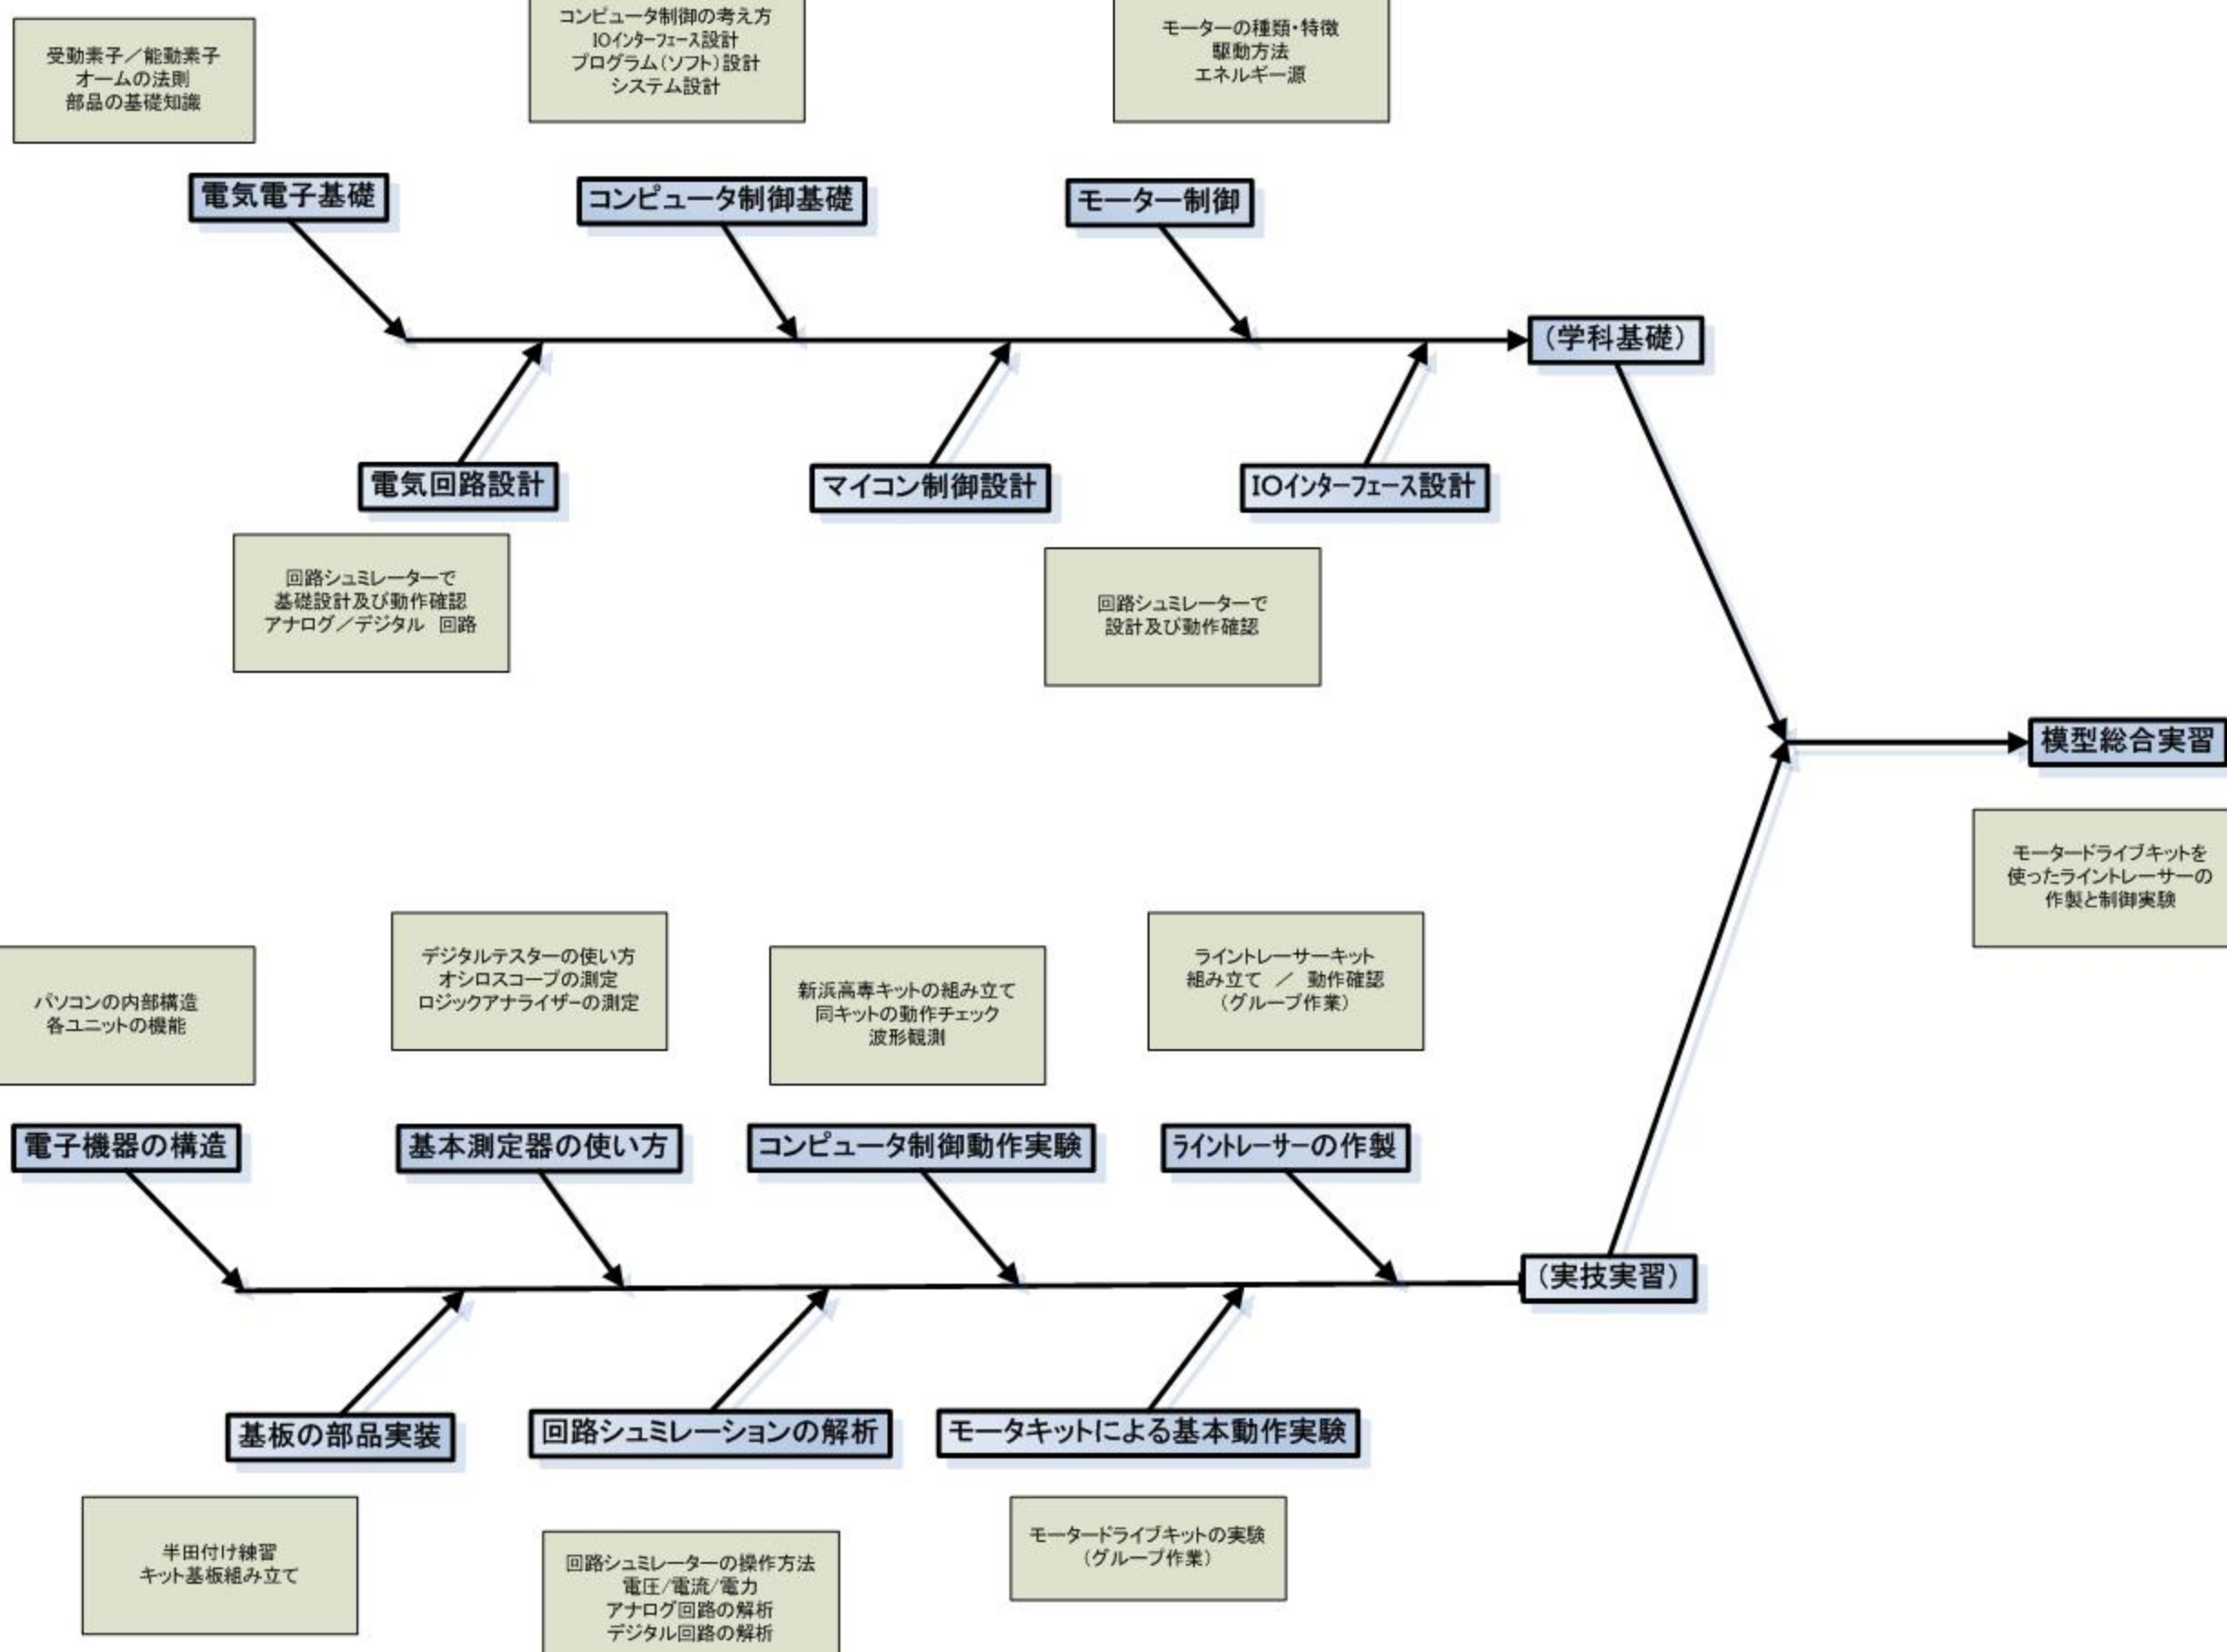 受動素子／能動素子
オームの法則
部品の基礎知識
コンピュータ制御の考え方
IOインターフェース設計
プログラム（ソフト）設計
システム設計
モーターの種類・特徴
駆動方法
エネルギー源
電気電子基礎
コンピュータ制御基礎
モーター制御
（学科基礎）
電気回路設計
マイコン制御設計
IOインターフェース設計
回路シュミレーターで
基礎設計及び動作確認
アナログ／デジタル　回路
回路シュミレーターで
設計及び動作確認
模型総合実習
モータードライブキットを
使ったライントレーサーの
作製と制御実験
パソコンの内部構造
各ユニットの機能
デジタルテスターの使い方
オシロスコープの測定
ロジックアナライザーの測定
新浜高専キットの組み立て
同キットの動作チェック
波形観測
ライントレーサーキット
組み立て　／　動作確認
（グループ作業）
電子機器の構造
基本測定器の使い方
コンピュータ制御動作実験
ライントレーサーの作製
（実技実習）
基板の部品実装
回路シュミレーションの解析
モータキットによる基本動作実験
半田付け練習
キット基板組み立て
回路シュミレーターの操作方法
電圧/電流/電力
アナログ回路の解析
デジタル回路の解析
モータードライブキットの実験
（グループ作業）